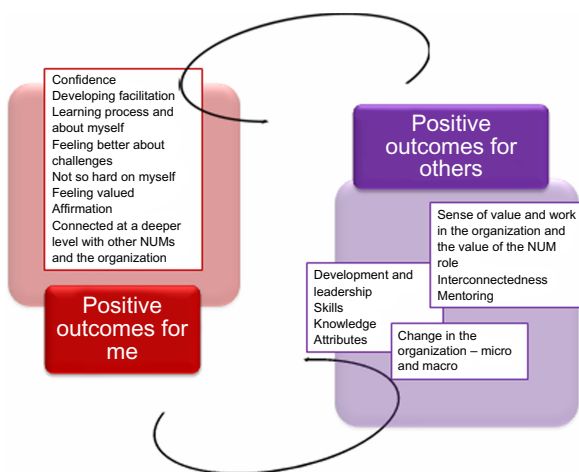 Confidence
Developing facilitation
Learning process and
about myself
Feeling better about
challenges
Not so hard on myself
Feeling valued
Affirmation
Connected at a deeper
level with other NUMs
and the organization
Positive
outcomes for
me
Positive
outcomes for
others
Sense of value and work
in the organization and
the value of the NUM
role
Interconnectedness
Mentoring
Development and
leadership
Skills
Knowledge
Attributes
Change in the
organization – micro
and macro